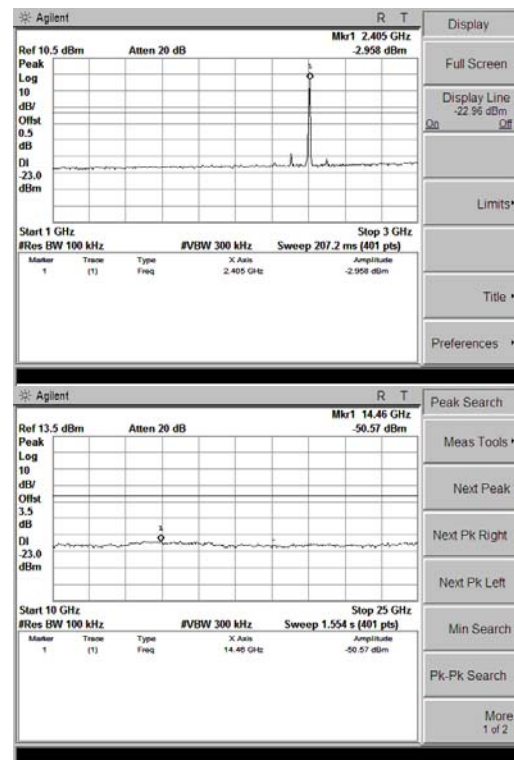 Agilent R T
Mkr1 2.405 GHz
Ref 10.5 dBm Atten 20 dB -2.958 dBm
Peak
Log
10
dB/
Offst
0.5
dB
DI
-23.0
dBm
1
Start 1 GHz Stop 3 GHz
#Res BW 100 kHz #VBW 300 kHz Sweep 207.2 ms (401 pts)
Marker Trace Type X Axis Amplitude
1 (1) Freq 2.405 GHz -2.958 dBm
Display
Full Screen
Display Line
-22.96 dBm
On Off
Limits
Title
Preferences
Agilent R T
Mkr1 14.46 GHz
Ref 13.5 dBm Atten 20 dB -50.57 dBm
Peak
Log
10
dB/
Offst
3.5
dB
DI
-23.0
dBm
1
Start 10 GHz Stop 25 GHz
#Res BW 100 kHz #VBW 300 kHz Sweep 1.554 s (401 pts)
Marker Trace Type X Axis Amplitude
1 (1) Freq 14.46 GHz -50.57 dBm
Peak Search
Meas Tools
Next Peak
Next Pk Right
Next Pk Left
Min Search
Pk-Pk Search
More
1 of 2